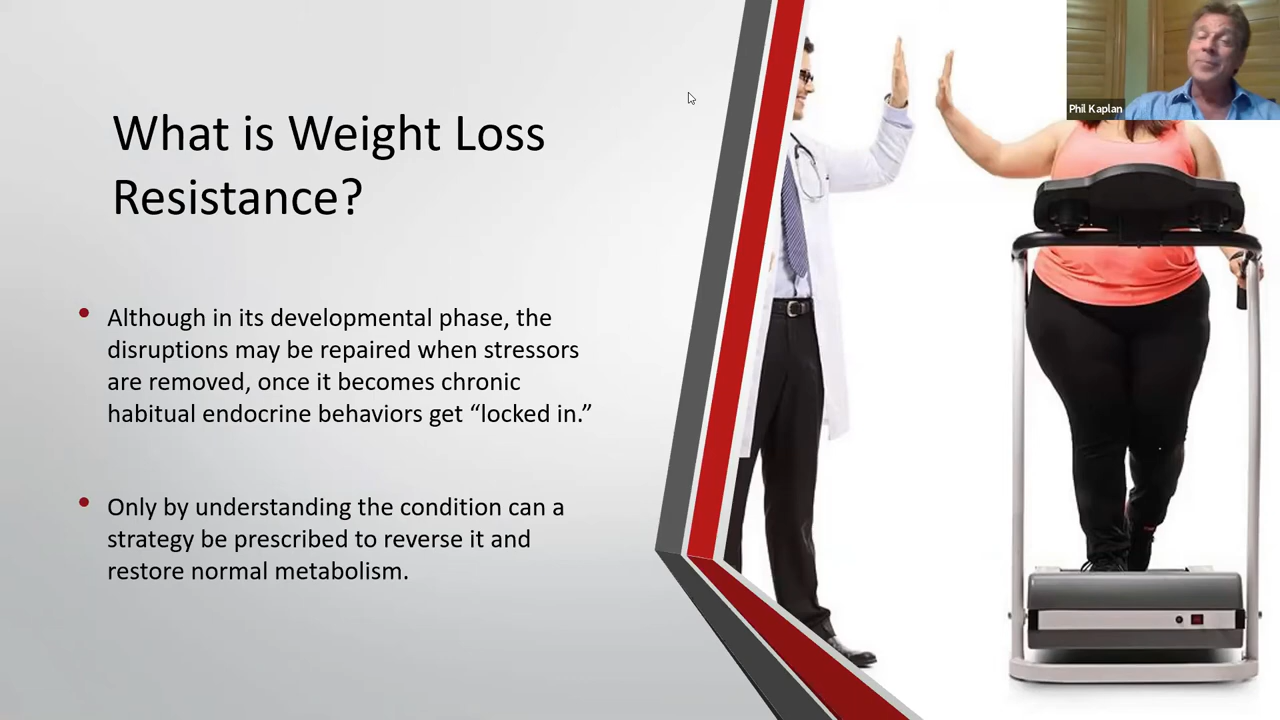 What is Weight Loss
Resistance?
• Although in its developmental phase, the
disruptions may be repaired when stressors
are removed, once it becomes chronic
habitual endocrine behaviors get “locked in.”
• Only by understanding the condition can a
strategy be prescribed to reverse it and
restore normal metabolism.
Phil Kaplan